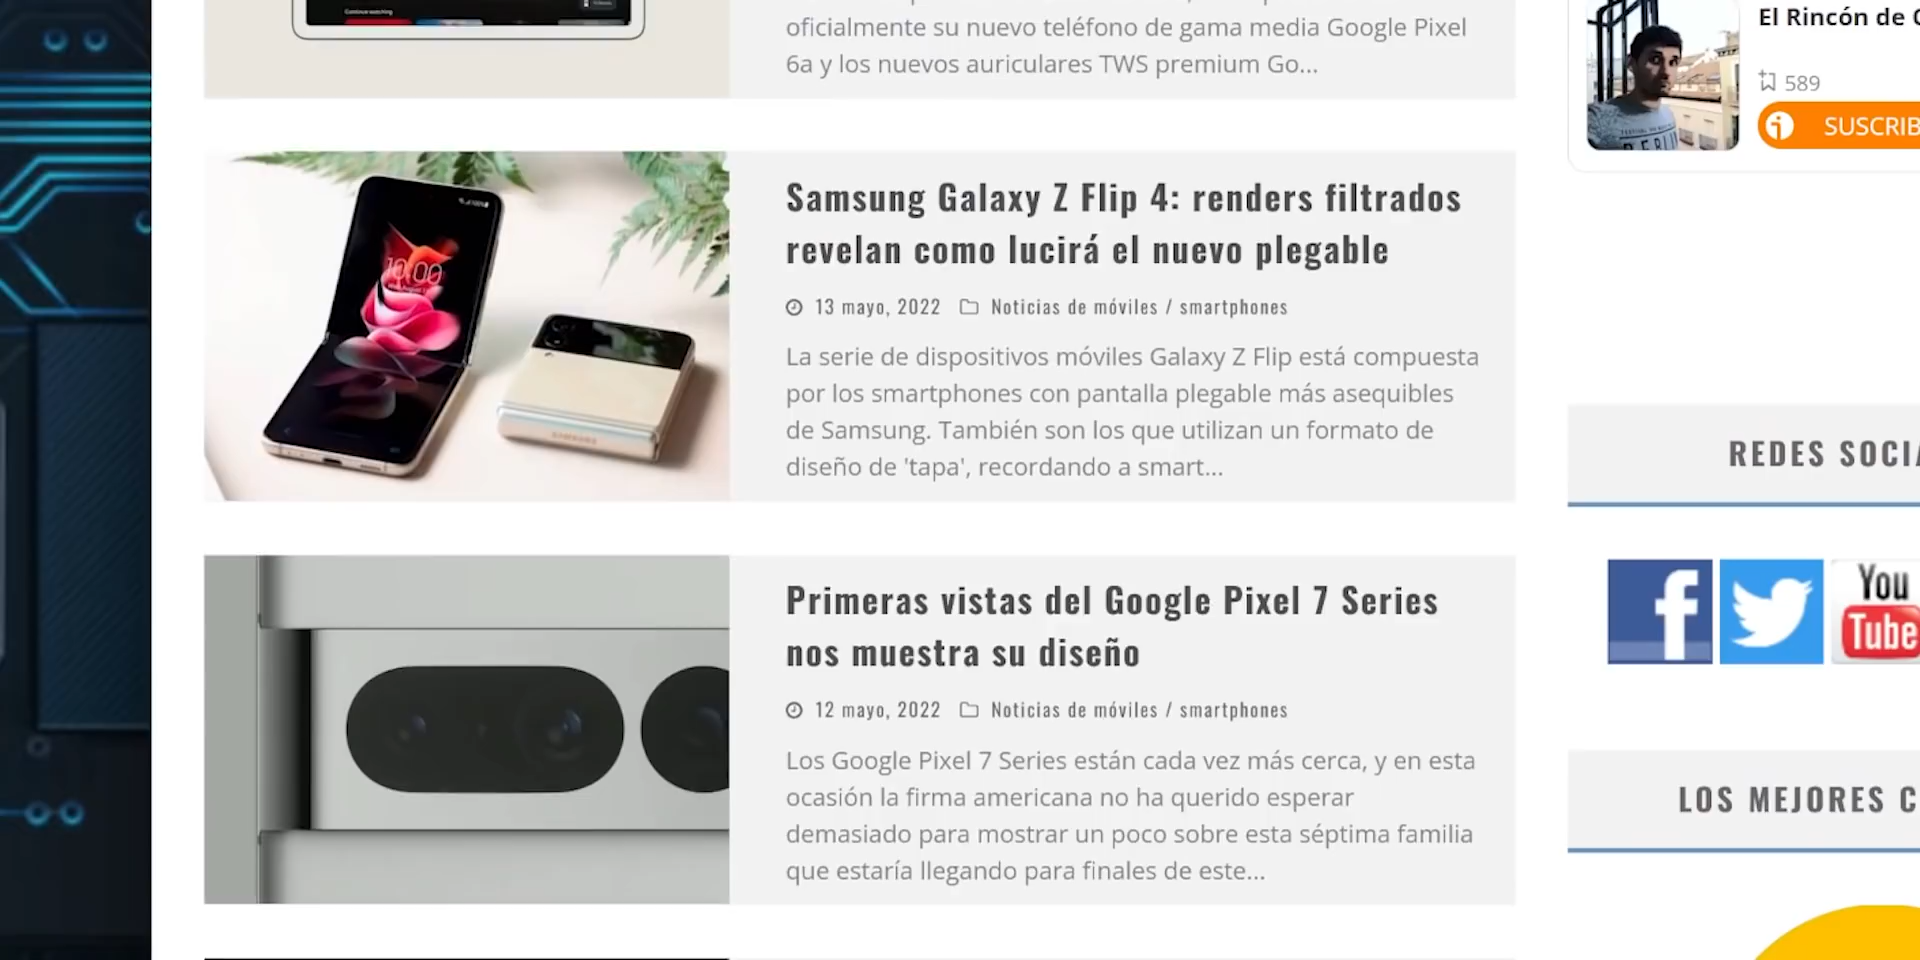 oficialmente su nuevo teléfono de gama media Google Pixel
6a y los nuevos auriculares TWS premium Go...
Samsung Galaxy Z Flip 4: renders filtrados
revelan como lucirá el nuevo plegable
13 mayo, 2022 Noticias de móviles / smartphones
La serie de dispositivos móviles Galaxy Z Flip está compuesta
por los smartphones con pantalla plegable más asequibles
de Samsung. También son los que utilizan un formato de
diseño de 'tapa', recordando a smart...
10:00
SAMSUNG
Primeras vistas del Google Pixel 7 Series
nos muestra su diseño
12 mayo, 2022 Noticias de móviles / smartphones
Los Google Pixel 7 Series están cada vez más cerca, y en esta
ocasión la firma americana no ha querido esperar
demasiado para mostrar un poco sobre esta séptima familia
que estaría llegando para finales de este...
El Rincón de
589
SUSCRIB
BERLIN
REDES SOCIA
You
Tube
LOS MEJORES C
Continue watching